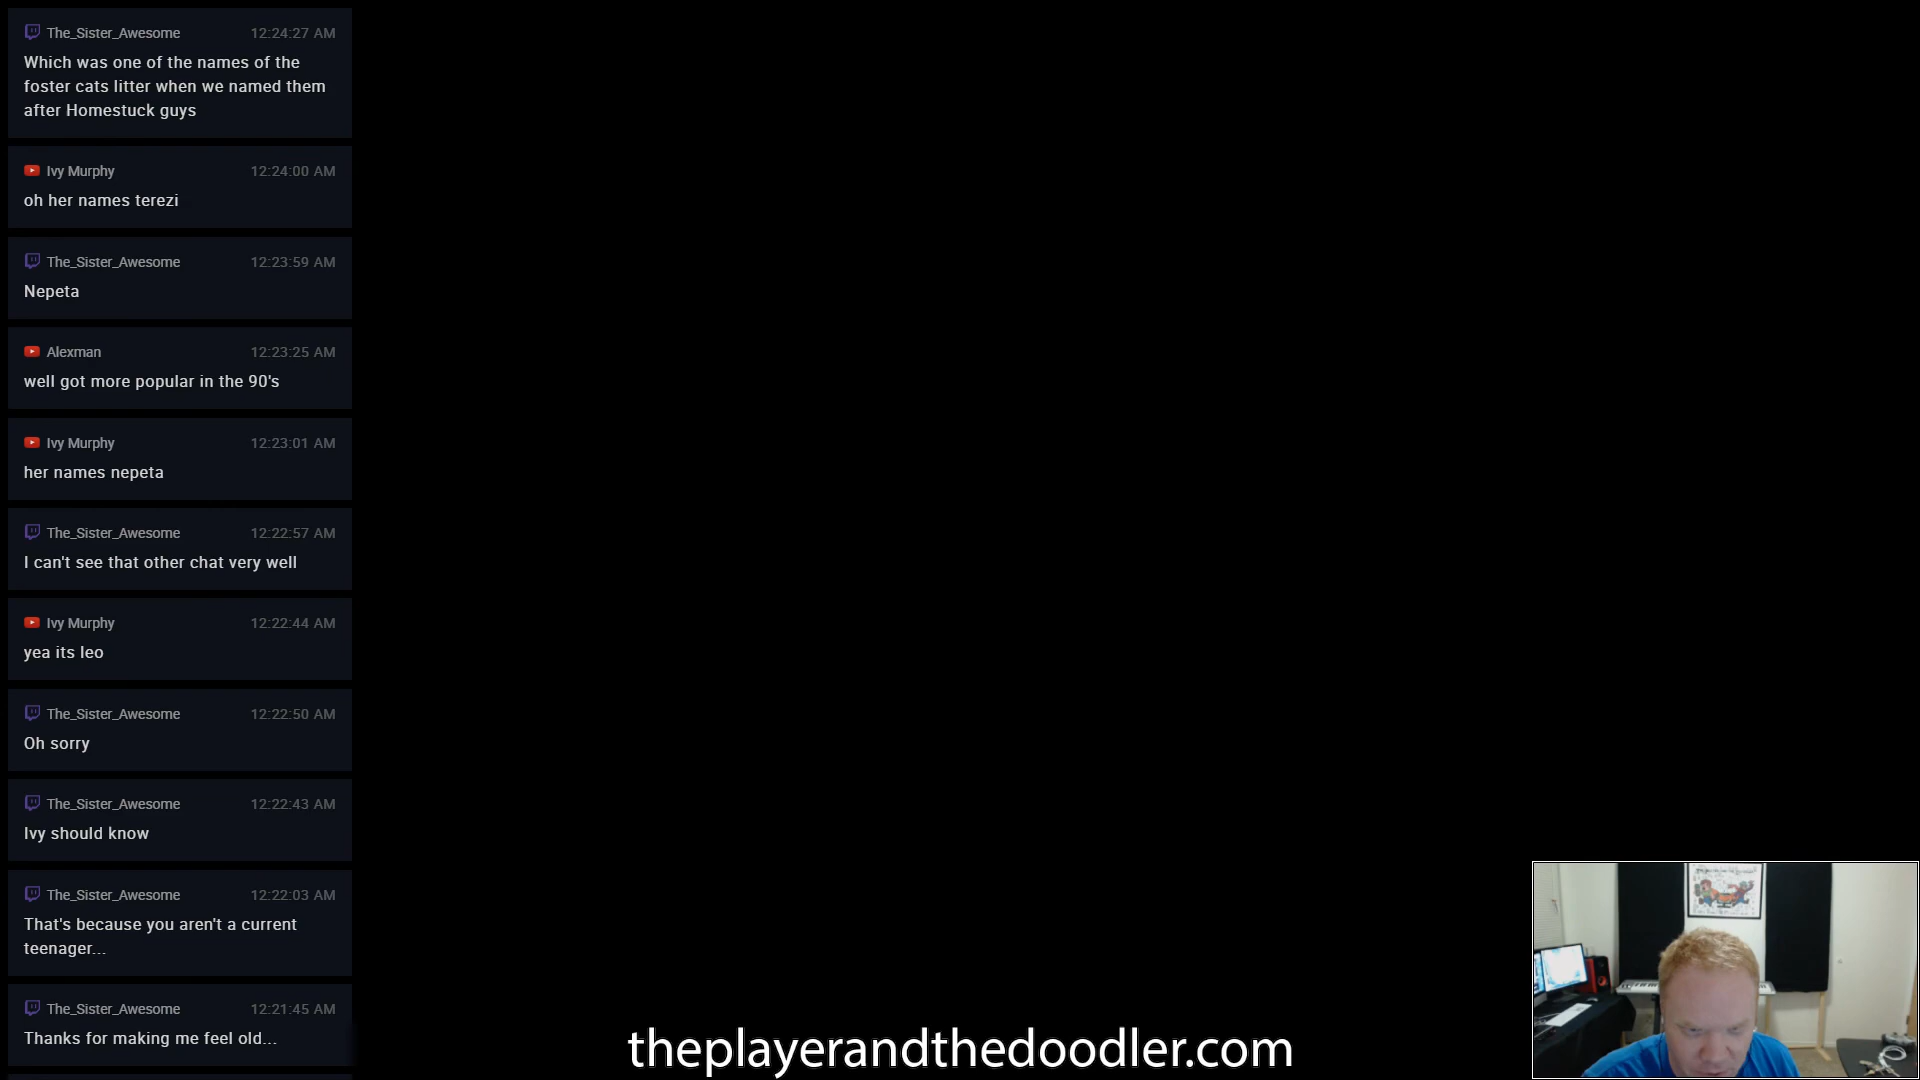 The_Sister_Awesome 12:24:27 AM
Which was one of the names of the
foster cats litter when we named them
after Homestuck guys
Ivy Murphy 12:24:00 AM
oh her names terezi
The_Sister_Awesome 12:23:59 AM
Nepeta
Alexman 12:23:25 AM
well got more popular in the 90's
Ivy Murphy 12:23:01 AM
her names nepeta
The_Sister_Awesome 12:22:57 AM
I can't see that other chat very well
Ivy Murphy 12:22:44 AM
yea its leo
The_Sister_Awesome 12:22:50 AM
Oh sorry
The_Sister_Awesome 12:22:43 AM
Ivy should know
The_Sister_Awesome 12:22:03 AM
That's because you aren't a current
teenager...
The_Sister_Awesome 12:21:45 AM
Thanks for making me feel old...
theplayerandthedoodler.com